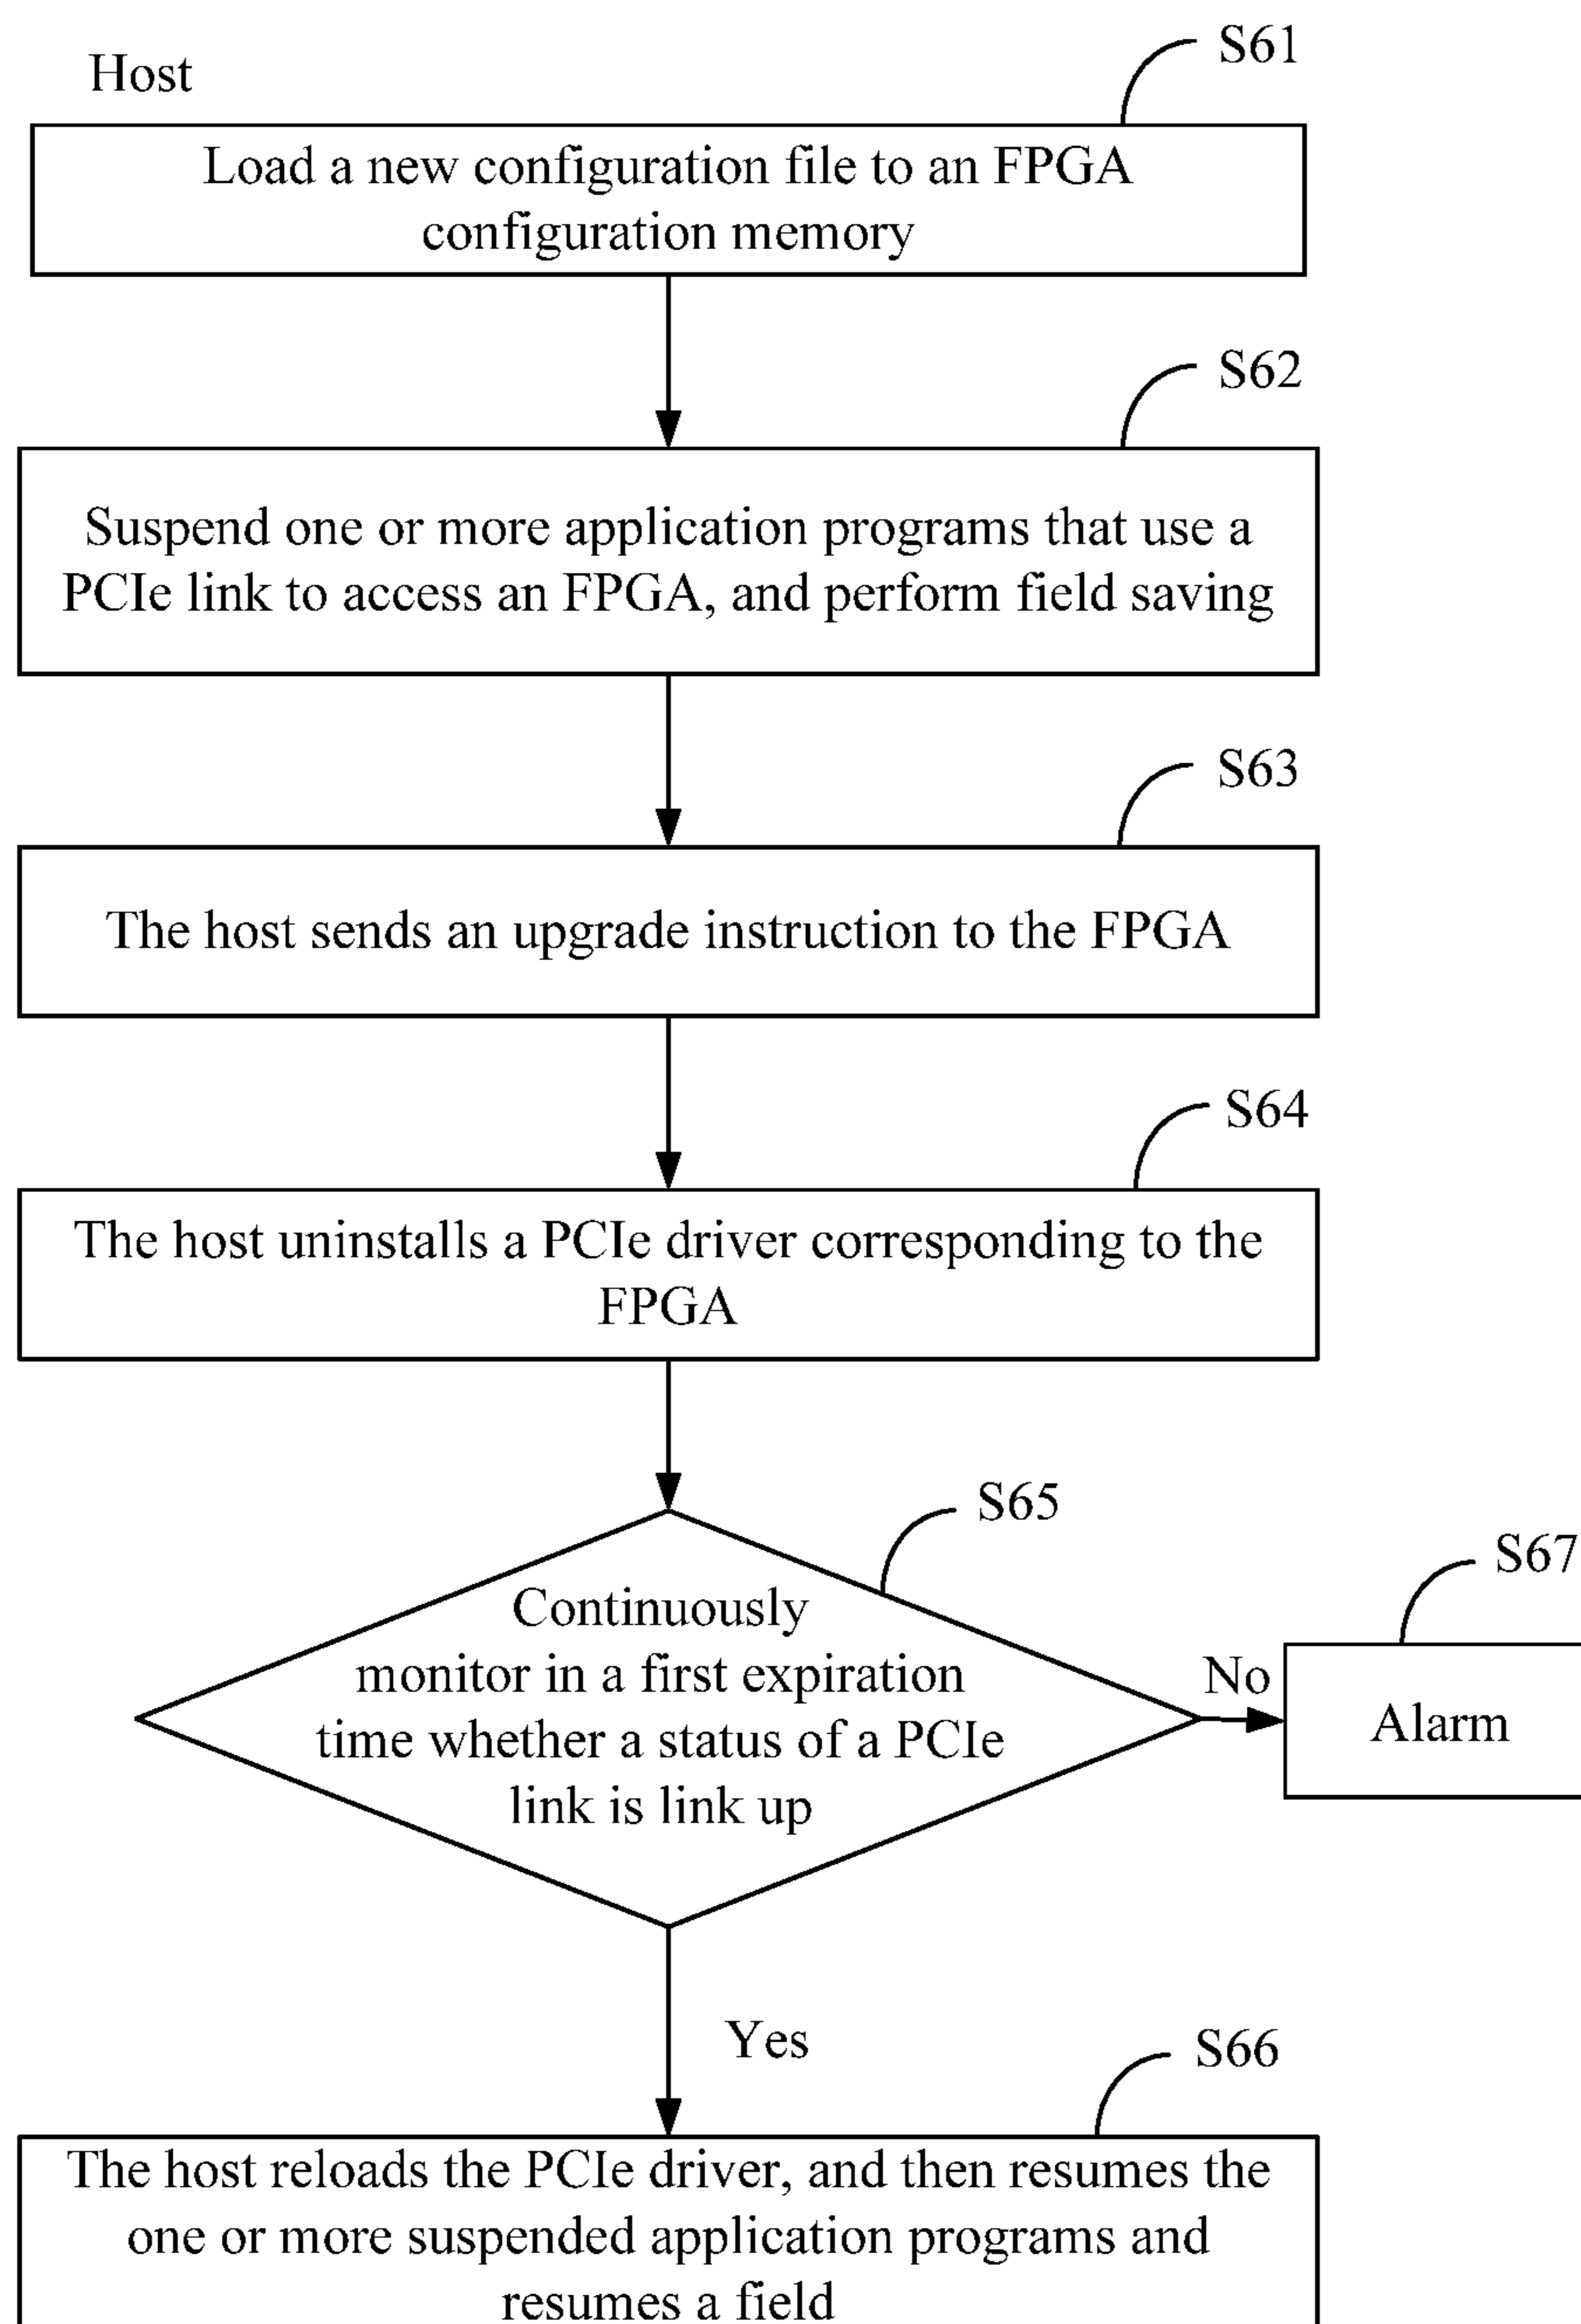 S61
Host
Load a new configuration file to an FPGA
configuration memory
S62
Suspend one or more application programs that use a
PCIe link to access an FPGA, and perform field saving
S63
The host sends an upgrade instruction to the FPGA
S64
The host uninstalls a PCIe driver corresponding to the
FPGA
S65
Continuously
monitor in a first expiration
time whether a status of a PCIe
link is link up
S67
No
Alarm
Yes
S66
The host reloads the PCIe driver, and then resumes the
one or more suspended application programs and
resumes a field